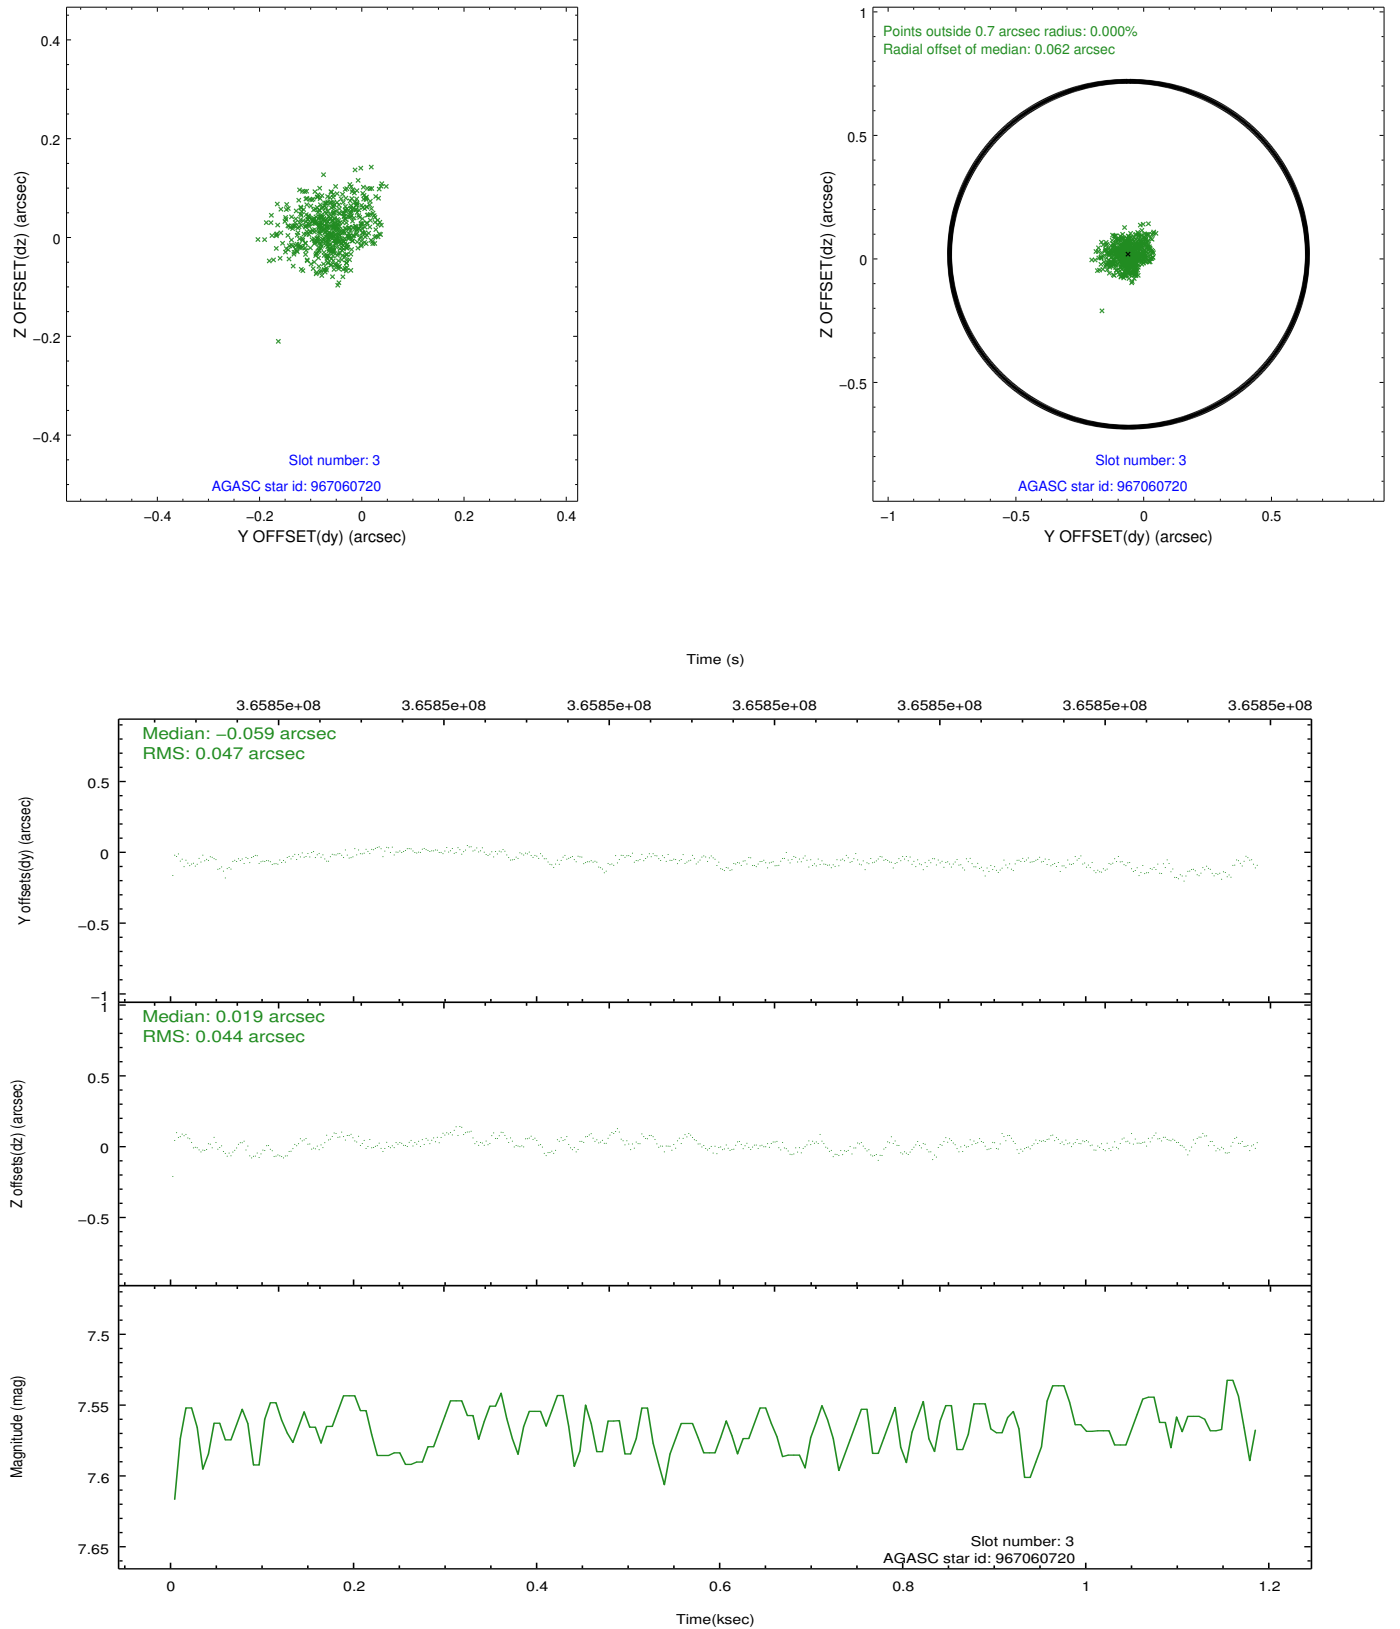 0.4
0.2
0
−0.2
−0.4
Z OFFSET(dz) (arcsec)
Slot number: 3
AGASC star id: 967060720
−0.4
−0.2
0
0.2
0.4
Y OFFSET(dy) (arcsec)
Points outside 0.7 arcsec radius: 0.000%
Radial offset of median: 0.062 arcsec
1
0.5
0
−0.5
Z OFFSET(dz) (arcsec)
Slot number: 3
AGASC star id: 967060720
−1
−0.5
0
0.5
Y OFFSET(dy) (arcsec)
Time (s)
3.6585e+08
3.6585e+08
3.6585e+08
3.6585e+08
3.6585e+08
3.6585e+08
3.6585e+08
Median: −0.059 arcsec
RMS: 0.047 arcsec
0.5
0
−0.5
−1
Y offsets(dy) (arcsec)
Median: 0.019 arcsec
RMS: 0.044 arcsec
1
0.5
0
−0.5
Z offsets(dz) (arcsec)
7.5
7.55
7.6
7.65
Magnitude (mag)
Slot number: 3
AGASC star id: 967060720
0
0.2
0.4
0.6
0.8
1
1.2
Time(ksec)